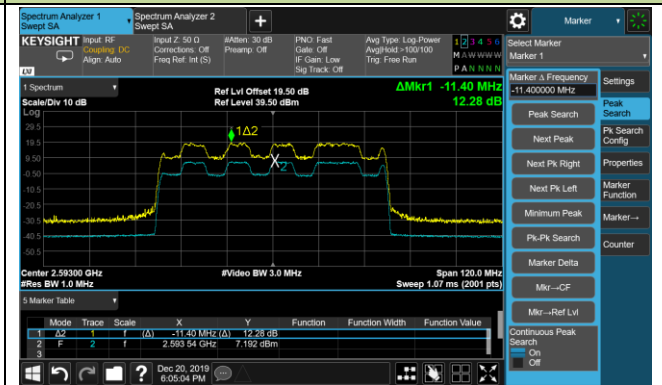 Spectrum Analyzer 1
Swept SA
Spectrum Analyzer 2
Swept SA
+
Marker
KEYSIGHT
Input: RF
Coupling: DC
Align: Auto
Input Z: 50 Ω
Corrections: Off
Freq Ref: Int (S)
#Atten: 30 dB
Preamp: Off
PNO: Fast
Gate: Off
IF Gain: Low
Sig Track: Off
Avg Type: Log-Power
Avg|Hold:>100/100
Trig: Free Run
1 2 3 4 5 6
M A W W W W
P A N N N N
LXI
Select Marker
Marker 1
1 Spectrum
Scale/Div 10 dB
Log
Ref Lvl Offset 19.50 dB
Ref Level 39.50 dBm
ΔMkr1 -11.40 MHz
12.28 dB
29.5
19.5
9.50
-0.50
-10.5
-20.5
-30.5
-40.5
-50.5
1Δ2
2
Center 2.59300 GHz
#Res BW 1.0 MHz
#Video BW 3.0 MHz
Span 120.0 MHz
Sweep 1.07 ms (2001 pts)
5 Marker Table
Mode Trace Scale X Y Function Function Width Function Value
1 Δ2 1 f (Δ) -11.40 MHz (Δ) 12.28 dB
2 F 2 f 2.593 54 GHz 7.192 dBm
3
Marker Δ Frequency
-11.400000 MHz
Peak Search
Next Peak
Next Pk Right
Next Pk Left
Minimum Peak
Pk-Pk Search
Marker Delta
Mkr→CF
Mkr→Ref Lvl
Continuous Peak
Search
On
Off
Settings
Peak
Search
Pk Search
Config
Properties
Marker
Function
Marker→
Counter
?
Dec 20, 2019
6:05:04 PM